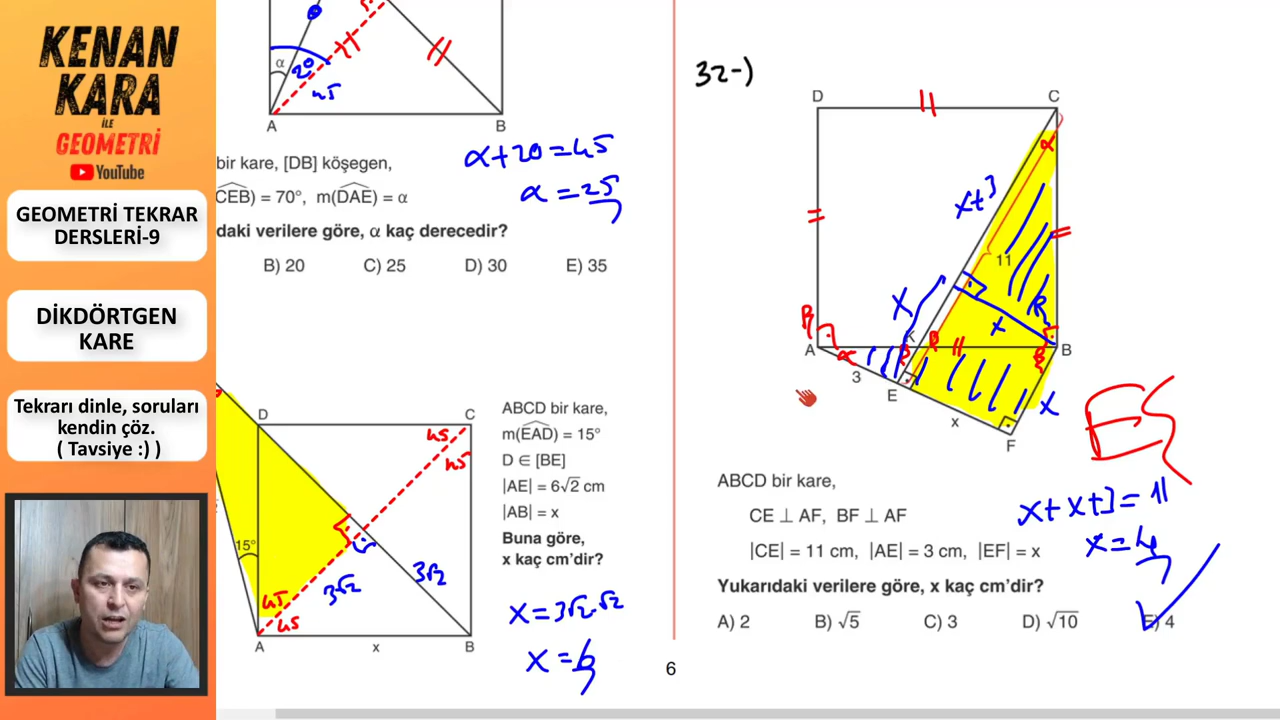 KENAN
KARA
İLE
GEOMETRİ
YouTube
GEOMETRİ TEKRAR
DERSLERİ-9
DİKDÖRTGEN
KARE
Tekrarı dinle, soruları
kendin çöz.
( Tavsiye :) )
α
20
45
A
B
bir kare, [DB] köşegen,
CEB) = 70°, m(DAE) = α
daki verilere göre, α kaç derecedir?
B) 20 C) 25 D) 30 E) 35
α+20=45
α=25
D
C
45
45
15°
45
45
3√2
3√2
A
x
B
ABCD bir kare,
m(EAD) = 15°
D ∈ [BE]
|AE| = 6√2 cm
|AB| = x
Buna göre,
x kaç cm'dir?
x=3√2.√2
x=6
32-)
D
C
α
x+3
11
x
x
A
α
B
3
E
x
x
F
ABCD bir kare,
CE ⊥ AF, BF ⊥ AF
|CE| = 11 cm, |AE| = 3 cm, |EF| = x
Yukarıdaki verilere göre, x kaç cm'dir?
A) 2 B) √5 C) 3 D) √10 E) 4
x+x+3=11
x=4
6